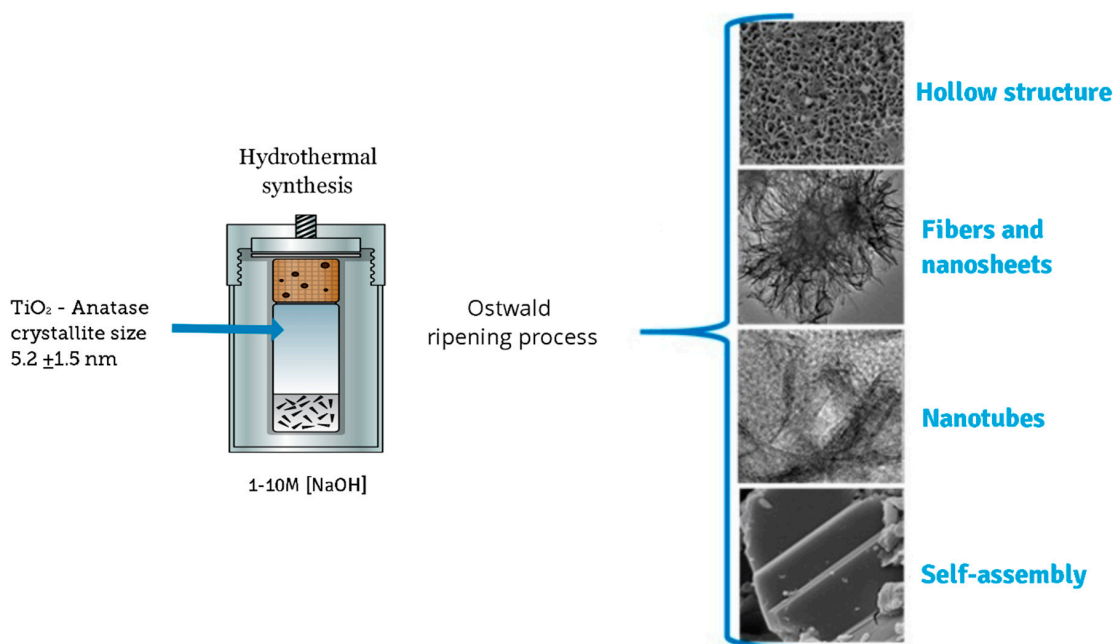 Hydrothermal
synthesis
TiO₂ - Anatase
crystallite size
5.2 ±1.5 nm
1-10M [NaOH]
Ostwald
ripening process
Hollow structure
Fibers and
nanosheets
Nanotubes
Self-assembly